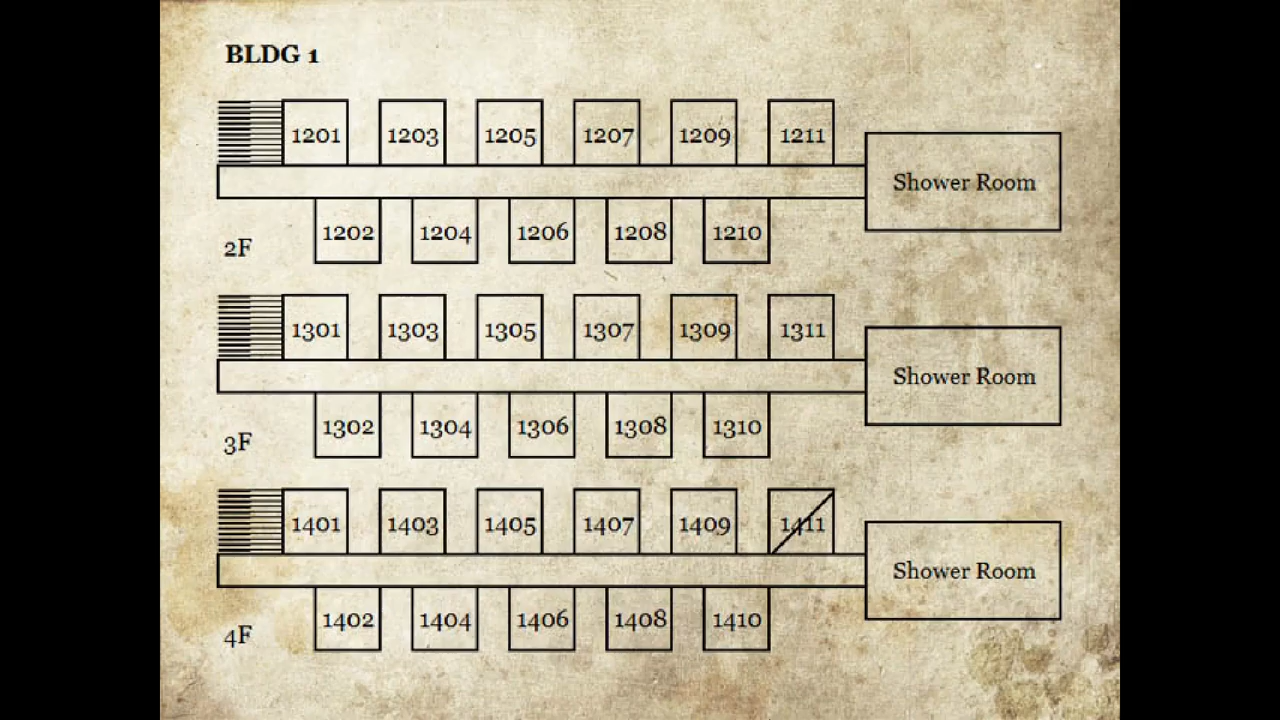 BLDG 1
1201 1203 1205 1207 1209 1211
Shower Room
1202 1204 1206 1208 1210
2F
1301 1303 1305 1307 1309 1311
Shower Room
1302 1304 1306 1308 1310
3F
1401 1403 1405 1407 1409 1411
Shower Room
1402 1404 1406 1408 1410
4F